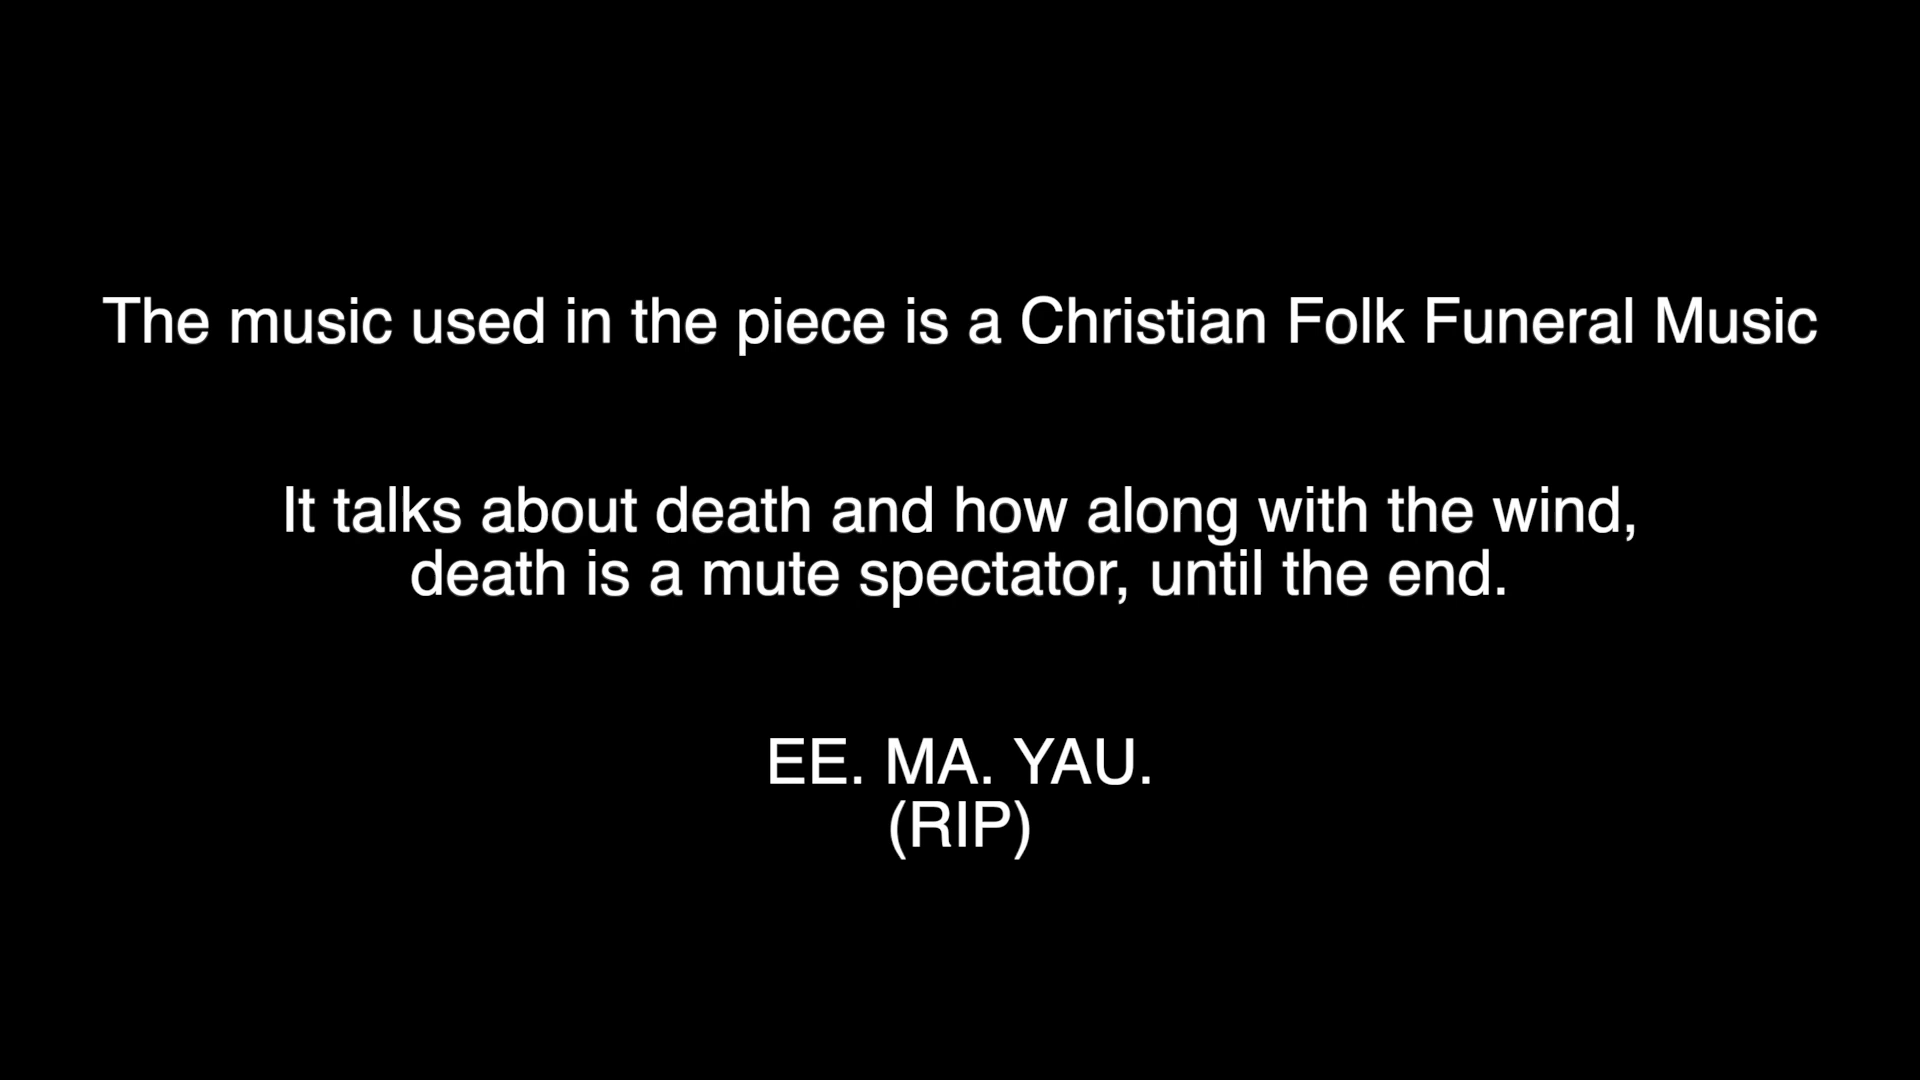 The music used in the piece is a Christian Folk Funeral Music
It talks about death and how along with the wind,
death is a mute spectator, until the end.
EE. MA. YAU.
(RIP)